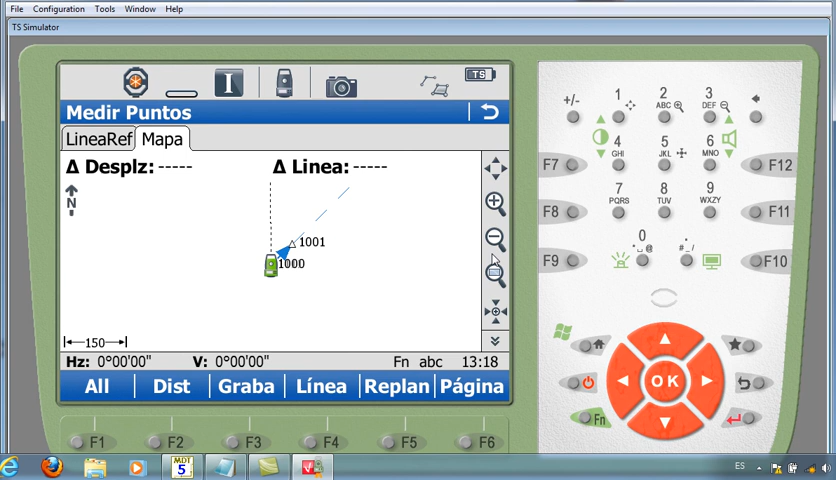 File Configuration Tools Window Help
TS Simulator
I TS
Medir Puntos
LineaRef Mapa
Δ Desplz: ----- Δ Linea: -----
N
1001
1000
150
Hz: 0°00'00" V: 0°00'00" Fn abc 13:18
All Dist Graba Línea Replan Página
F1 F2 F3 F4 F5 F6
+/- 1 2 ABC 3 DEF
F7 4 GHI 5 JKL 6 MNO F12
F8 7 PQRS 8 TUV 9 WXYZ F11
F9 0 F10
OK
Fn
MDT 5
ES